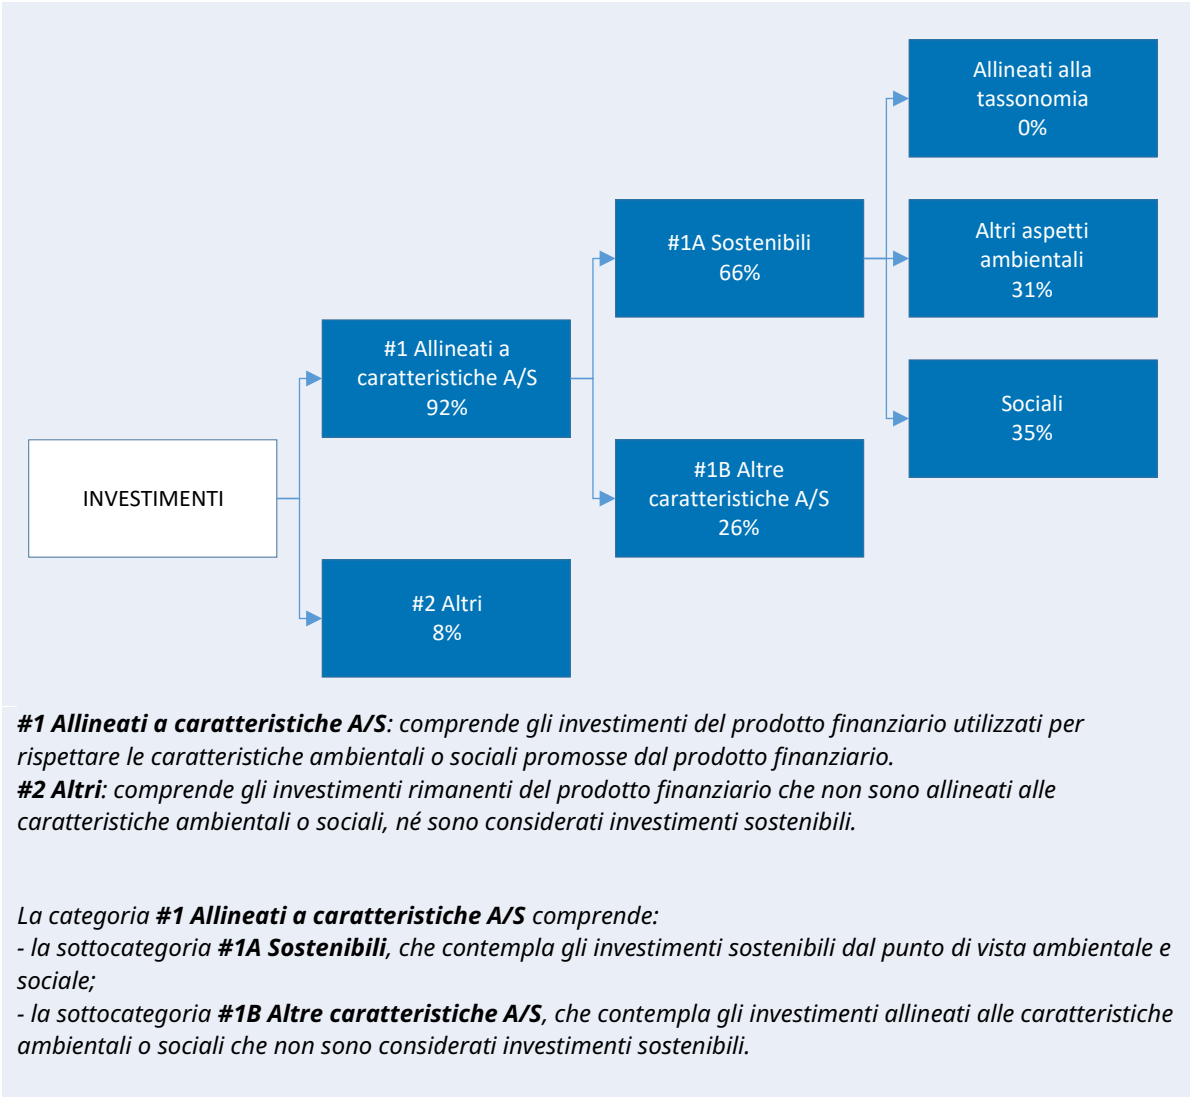 Allineati alla
tassonomia
0%
#1A Sostenibili
66%
Altri aspetti
ambientali
31%
#1 Allineati a
caratteristiche A/S
92%
Sociali
35%
INVESTIMENTI
#1B Altre
caratteristiche A/S
26%
#2 Altri
8%
#1 Allineati a caratteristiche A/S: comprende gli investimenti del prodotto finanziario utilizzati per
rispettare le caratteristiche ambientali o sociali promosse dal prodotto finanziario.
#2 Altri: comprende gli investimenti rimanenti del prodotto finanziario che non sono allineati alle
caratteristiche ambientali o sociali, né sono considerati investimenti sostenibili.
La categoria #1 Allineati a caratteristiche A/S comprende:
- la sottocategoria #1A Sostenibili, che contempla gli investimenti sostenibili dal punto di vista ambientale e
sociale;
- la sottocategoria #1B Altre caratteristiche A/S, che contempla gli investimenti allineati alle caratteristiche
ambientali o sociali che non sono considerati investimenti sostenibili.